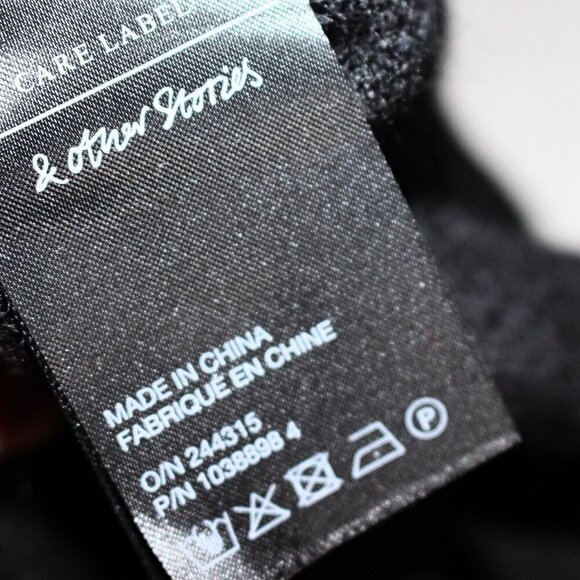 CARE LABEL
& other Stories
MADE IN CHINA
FABRIQUÉ EN CHINE
O/N 244315
P/N 1038898 4
P